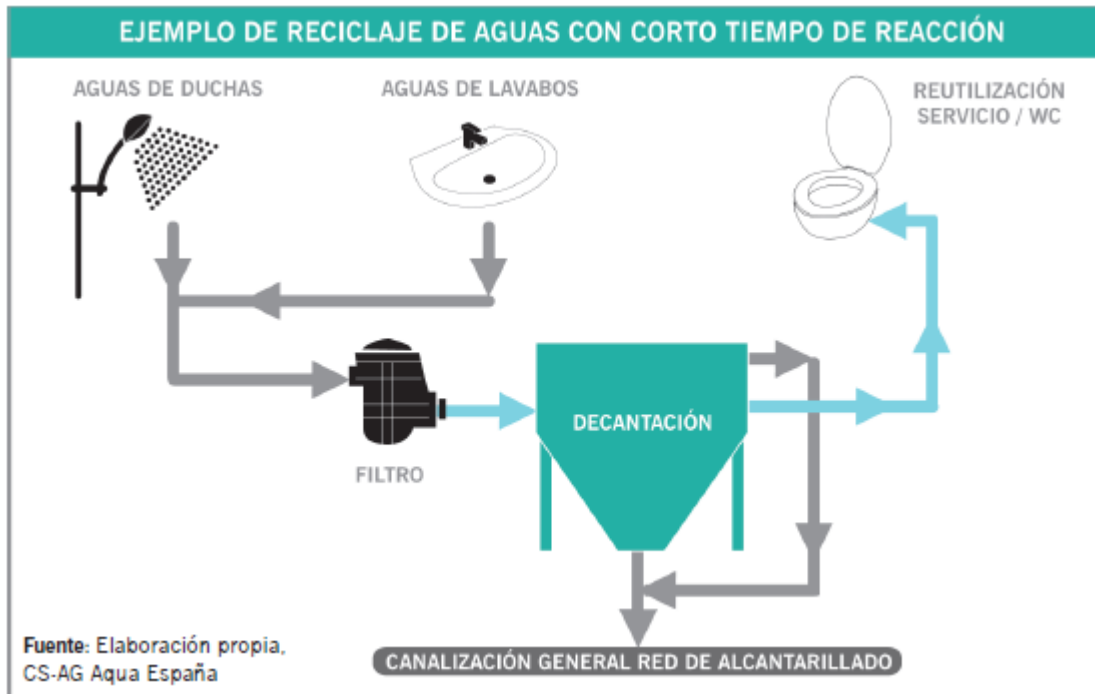 EJEMPLO DE RECICLAJE DE AGUAS CON CORTO TIEMPO DE REACCIÓN
AGUAS DE DUCHAS
AGUAS DE LAVABOS
REUTILIZACIÓN
SERVICIO / WC
FILTRO
DECANTACIÓN
Fuente: Elaboración propia,
CS-AG Aqua España
CANALIZACIÓN GENERAL RED DE ALCANTARILLADO